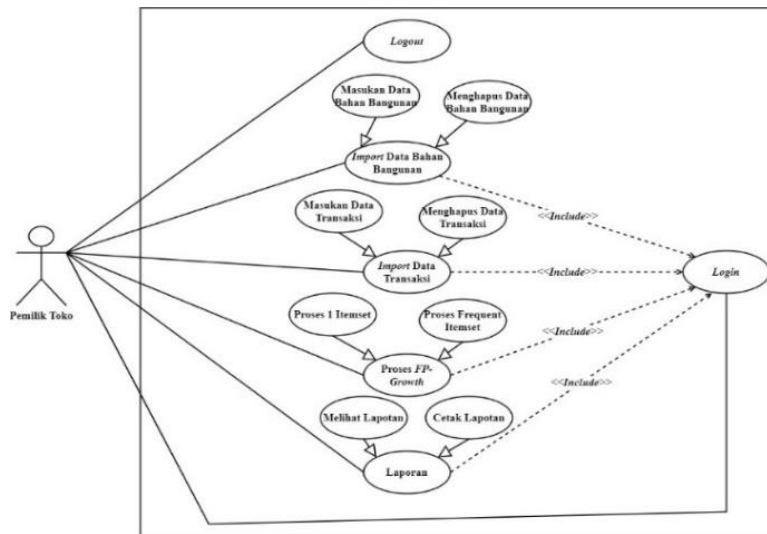 Logout
Masukan Data
Bahan Bangunan
Menghapus Data
Bahan Bangunan
Import Data Bahan
Bangunan
<<Include>>
Masukan Data
Transaksi
Menghapus Data
Transaksi
Import Data
Transaksi
<<Include>>
Login
Pemilik Toko
Proses 1 Itemset
Proses Frequent
Itemset
<<Include>>
Proses FP-
Growth
<<Include>>
Melihat Lapotan
Cetak Lapotan
Laporan